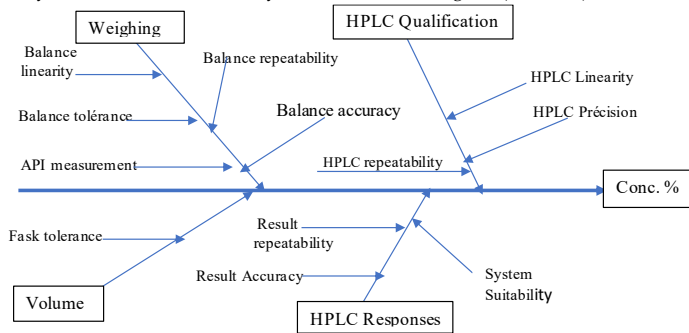 Weighing
HPLC Qualification
Balance
linearity
Balance repeatability
HPLC Linearity
Balance tolérance
Balance accuracy
HPLC Précision
API measurement
HPLC repeatability
Conc. %
Fask tolerance
Result
repeatability
Result Accuracy
System
Suitability
Volume
HPLC Responses